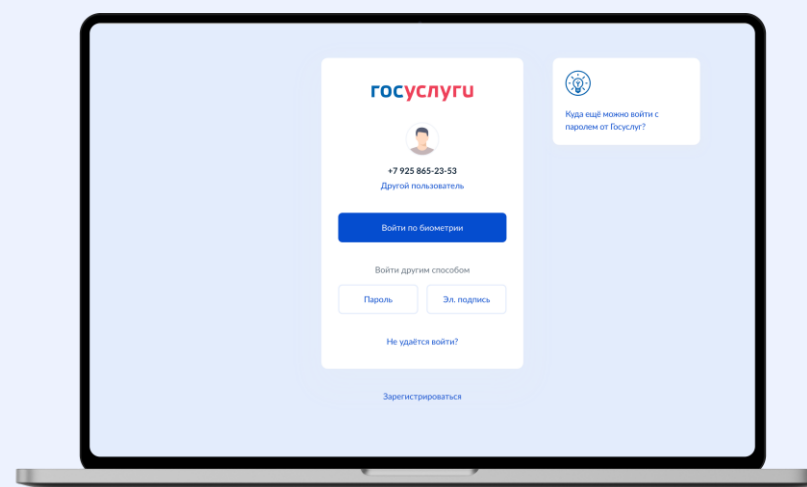 госуслуги
+7 925 865-23-53
Другой пользователь
Войти по биометрии
Войти другим способом
Пароль
Эл. подпись
Не удаётся войти?
Зарегистрироваться
Куда ещё можно войти с
паролем от Госуслуг?